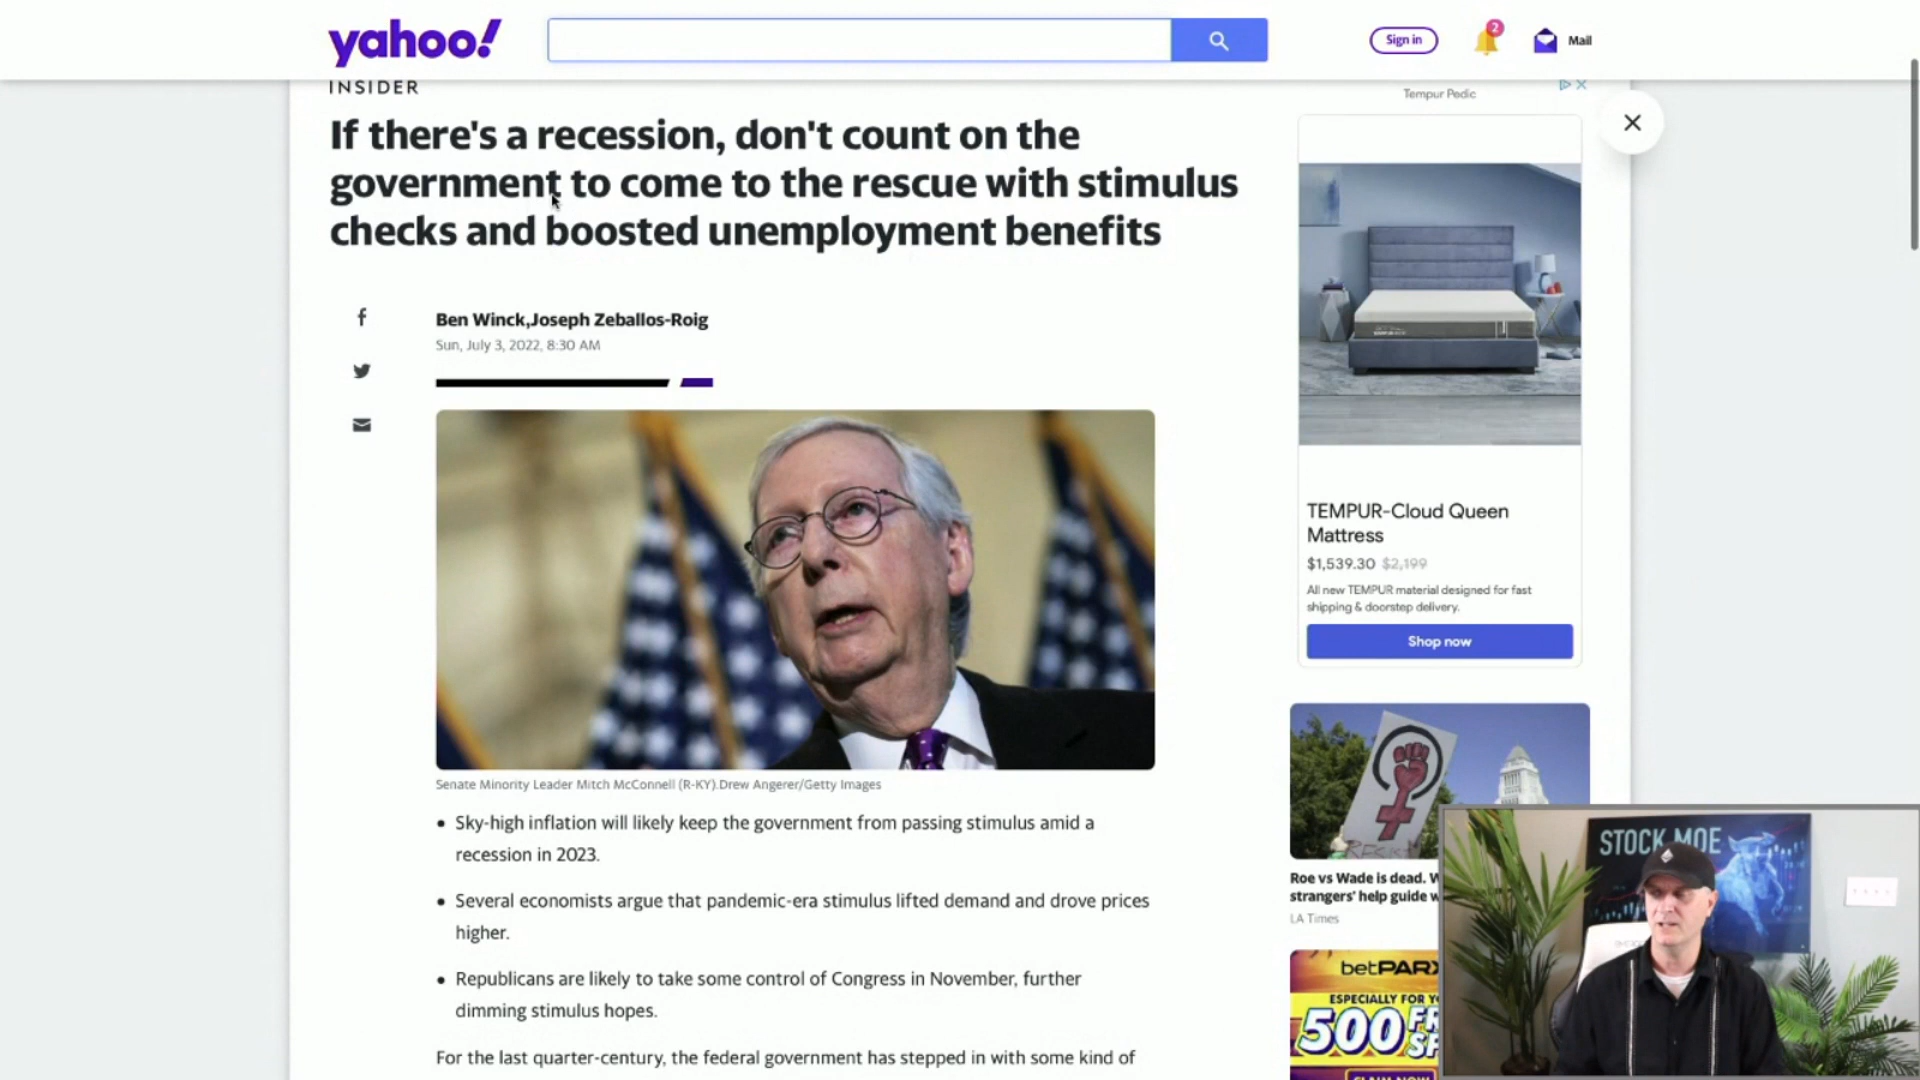 yahoo!
Sign in
2
Mail
INSIDER
If there's a recession, don't count on the
government to come to the rescue with stimulus
checks and boosted unemployment benefits
Ben Winck,Joseph Zeballos-Roig
Sun, July 3, 2022, 8:30 AM
Senate Minority Leader Mitch McConnell (R-KY).Drew Angerer/Getty Images
• Sky-high inflation will likely keep the government from passing stimulus amid a
recession in 2023.
• Several economists argue that pandemic-era stimulus lifted demand and drove prices
higher.
• Republicans are likely to take some control of Congress in November, further
dimming stimulus hopes.
For the last quarter-century, the federal government has stepped in with some kind of
Tempur Pedic
TEMPUR-Cloud Queen
Mattress
$1,539.30 $2,199
All new TEMPUR material designed for fast
shipping & doorstep delivery.
Shop now
Roe vs Wade is dead. W
strangers' help guide w
LA Times
betPARX
ESPECIALLY FOR Y
500 FR
SP
CLAIM NOW
STOCK MOE